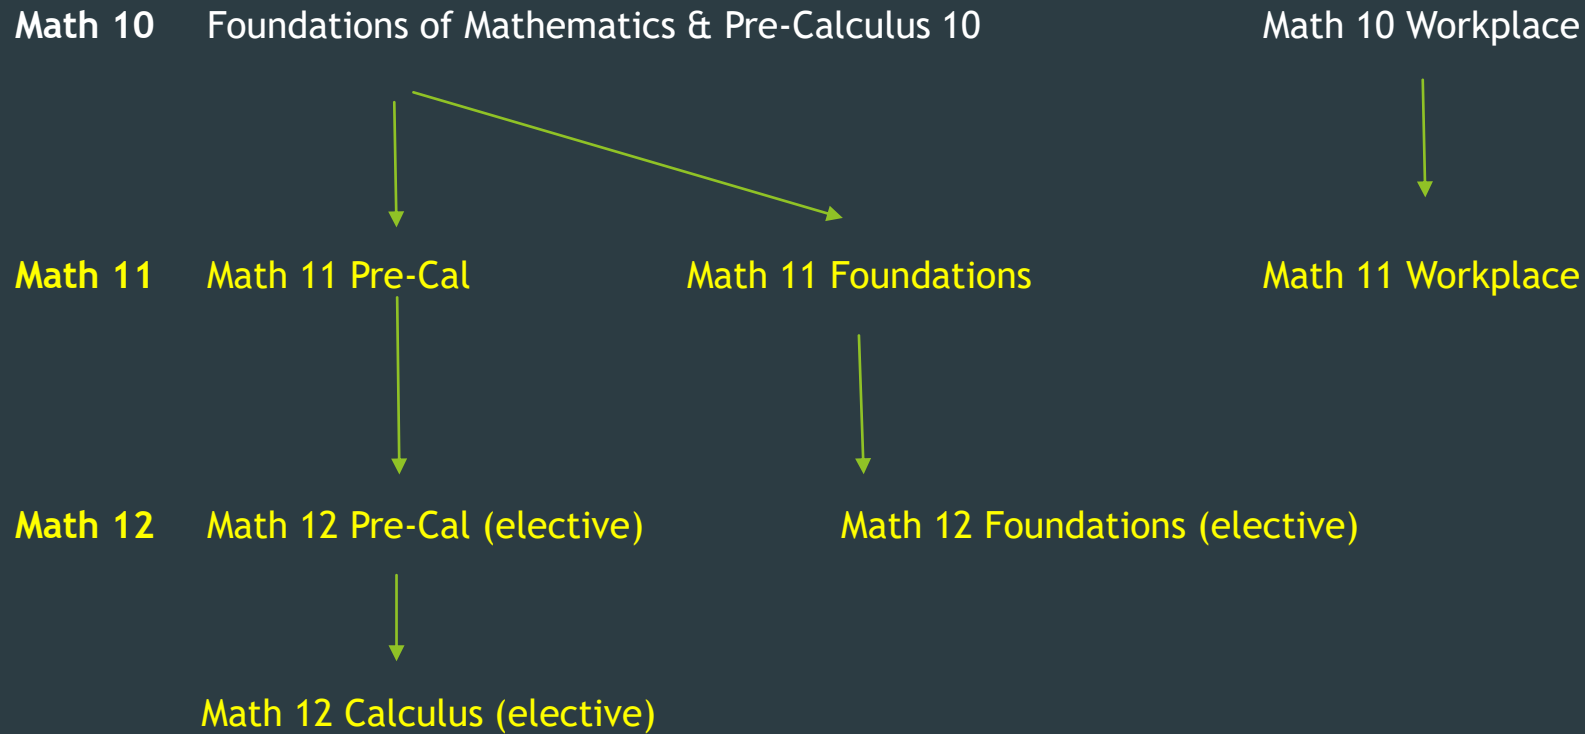 Math 10 Foundations of Mathematics & Pre-Calculus 10 Math 10 Workplace
Math 11 Math 11 Pre-Cal Math 11 Foundations Math 11 Workplace
Math 12 Math 12 Pre-Cal (elective) Math 12 Foundations (elective)
Math 12 Calculus (elective)